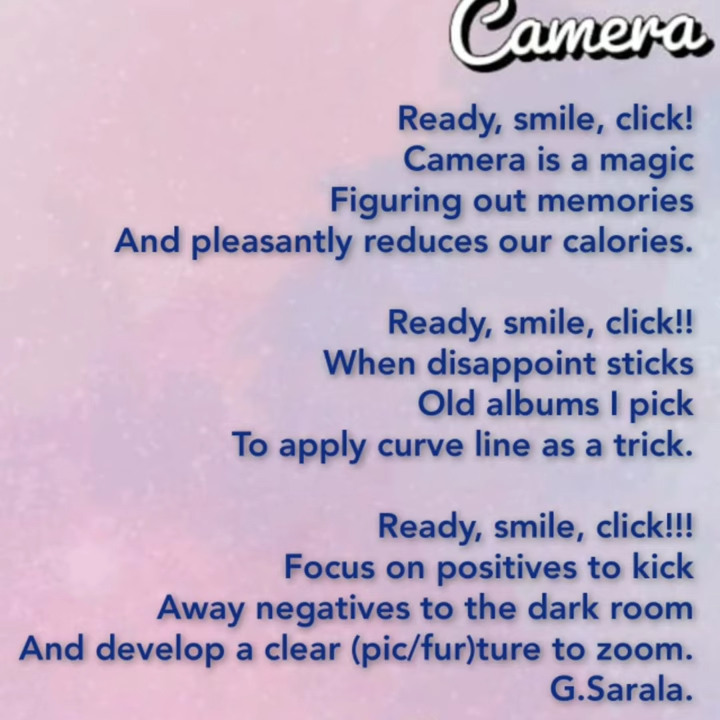 Camera
Ready, smile, click!
Camera is a magic
Figuring out memories
And pleasantly reduces our calories.
Ready, smile, click!!
When disappoint sticks
Old albums I pick
To apply curve line as a trick.
Ready, smile, click!!!
Focus on positives to kick
Away negatives to the dark room
And develop a clear (pic/fur)ture to zoom.
G.Sarala.